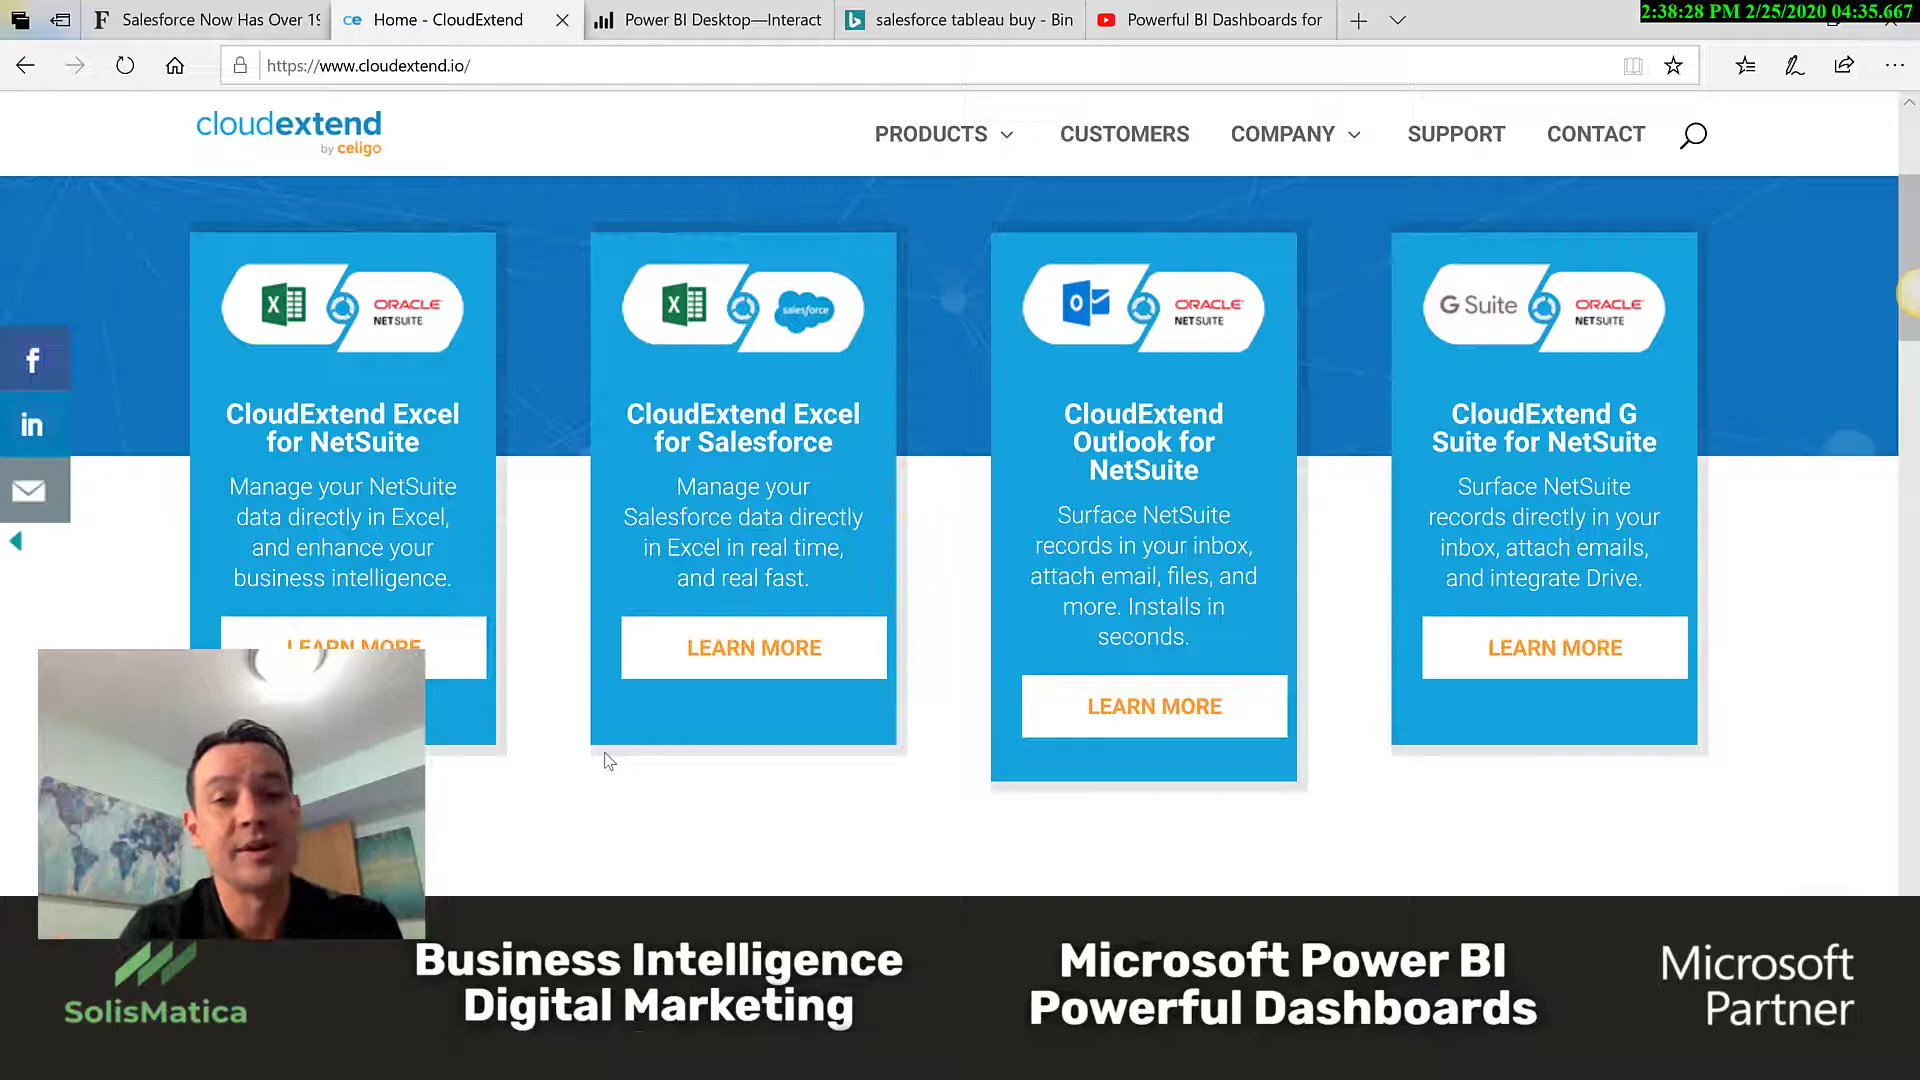 Salesforce Now Has Over 19
Home - CloudExtend
Power BI Desktop—Interact
salesforce tableau buy - Bin
Powerful BI Dashboards for
2:38:28 PM 2/25/2020 04:35.667
https://www.cloudextend.io/
cloudextend
by celigo
PRODUCTS
CUSTOMERS
COMPANY
SUPPORT
CONTACT
ORACLE
NETSUITE
CloudExtend Excel
for NetSuite
Manage your NetSuite
data directly in Excel,
and enhance your
business intelligence.
LEARN MORE
salesforce
CloudExtend Excel
for Salesforce
Manage your
Salesforce data directly
in Excel in real time,
and real fast.
LEARN MORE
ORACLE
NETSUITE
CloudExtend
Outlook for
NetSuite
Surface NetSuite
records in your inbox,
attach email, files, and
more. Installs in
seconds.
LEARN MORE
G Suite
ORACLE
NETSUITE
CloudExtend G
Suite for NetSuite
Surface NetSuite
records directly in your
inbox, attach emails,
and integrate Drive.
LEARN MORE
SolisMatica
Business Intelligence
Digital Marketing
Microsoft Power BI
Powerful Dashboards
Microsoft
Partner